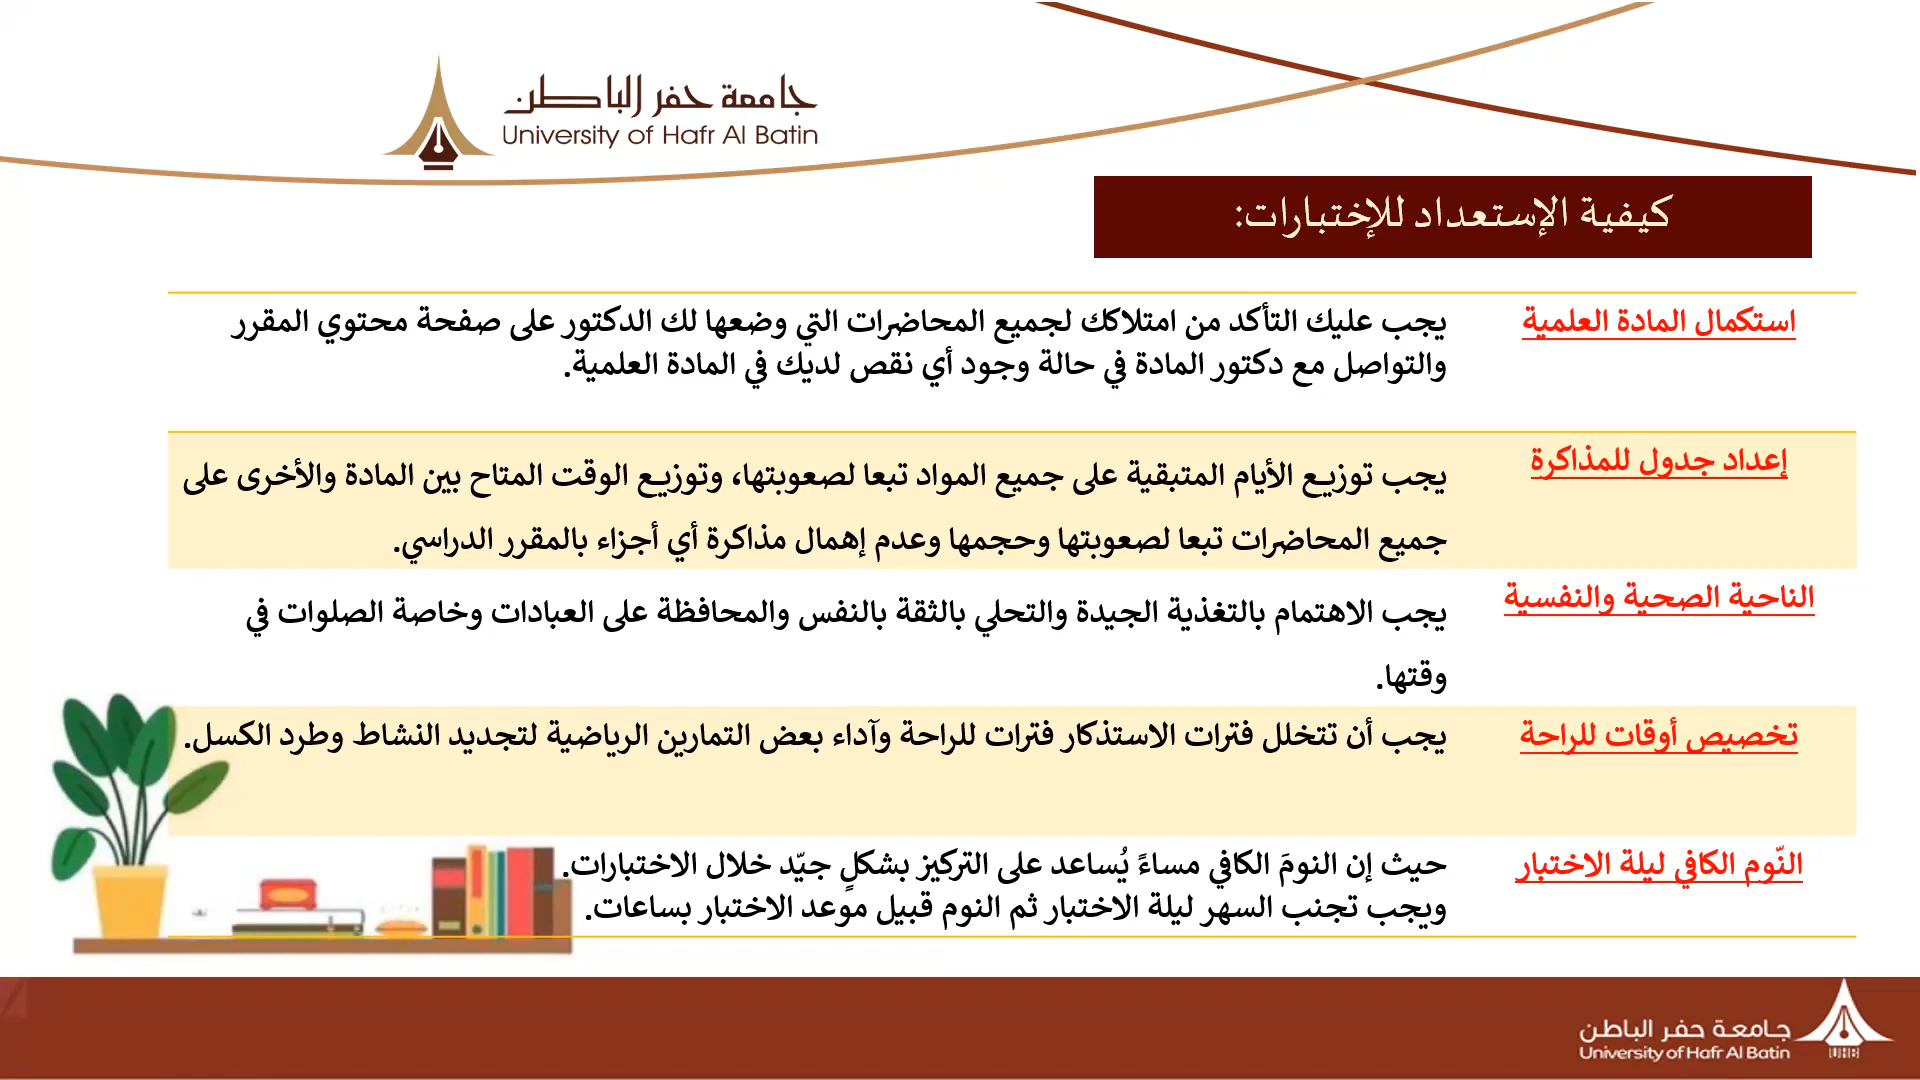 جامعة حفر الباطن
University of Hafr Al Batin
كيفية الإستعداد للإختبارات:
استكمال المادة العلمية
يجب عليك التأكد من امتلاكك لجميع المحاضرات التي وضعها لك الدكتور على صفحة محتوي المقرر
والتواصل مع دكتور المادة في حالة وجود أي نقص لديك في المادة العلمية.
إعداد جدول للمذاكرة
يجب توزيع الأيام المتبقية على جميع المواد تبعا لصعوبتها، وتوزيع الوقت المتاح بين المادة والأخرى على
جميع المحاضرات تبعا لصعوبتها وحجمها وعدم إهمال مذاكرة أي أجزاء بالمقرر الدراسي.
الناحية الصحية والنفسية
يجب الاهتمام بالتغذية الجيدة والتحلي بالثقة بالنفس والمحافظة على العبادات وخاصة الصلوات في
وقتها.
تخصيص أوقات للراحة
يجب أن تتخلل فترات الاستذكار فترات للراحة وآداء بعض التمارين الرياضية لتجديد النشاط وطرد الكسل.
النّوم الكافي ليلة الاختبار
حيث إن النومَ الكافي مساءً يُساعد على التركيز بشكلٍ جيّد خلال الاختبارات.
ويجب تجنب السهر ليلة الاختبار ثم النوم قبيل موعد الاختبار بساعات.
جامعة حفر الباطن
University of Hafr Al Batin